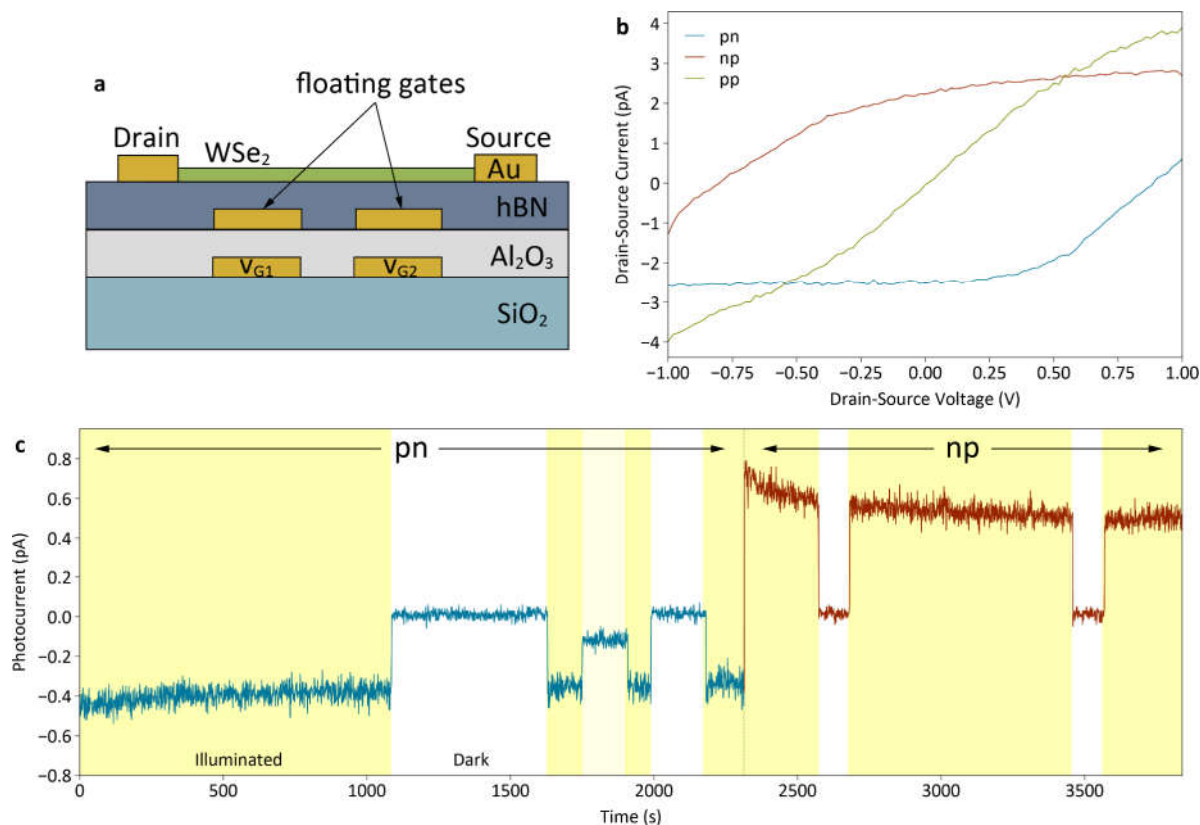 a
floating gates
Drain
Source
WSe₂
Au
hBN
Al₂O₃
V_G1
V_G2
SiO₂
b
pn
np
pp
Drain-Source Current (pA)
4
3
2
1
0
−1
−2
−3
−4
−1.00 −0.75 −0.50 −0.25 0.00 0.25 0.50 0.75 1.00
Drain-Source Voltage (V)
c
pn
np
Photocurrent (pA)
0.8
0.6
0.4
0.2
0.0
−0.2
−0.4
−0.6
−0.8
Illuminated
Dark
0 500 1000 1500 2000 2500 3000 3500
Time (s)